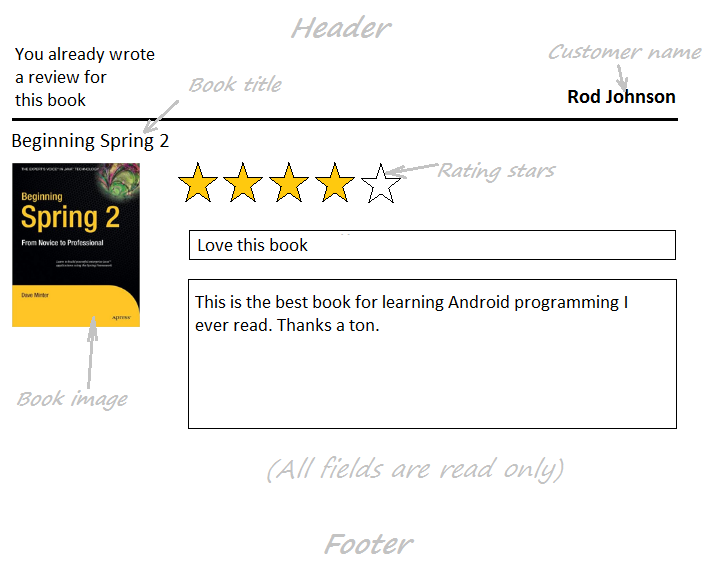 Header
You already wrote
a review for
this book
Customer name
Book title
Rod Johnson
Beginning Spring 2
THE EXPERT'S VOICE® IN JAVA™ TECHNOLOGY
Beginning
Spring 2
From Novice to Professional
Dave Minter
Apress
Rating stars
Love this book
This is the best book for learning Android programming I
ever read. Thanks a ton.
Book image
(All fields are read only)
Footer